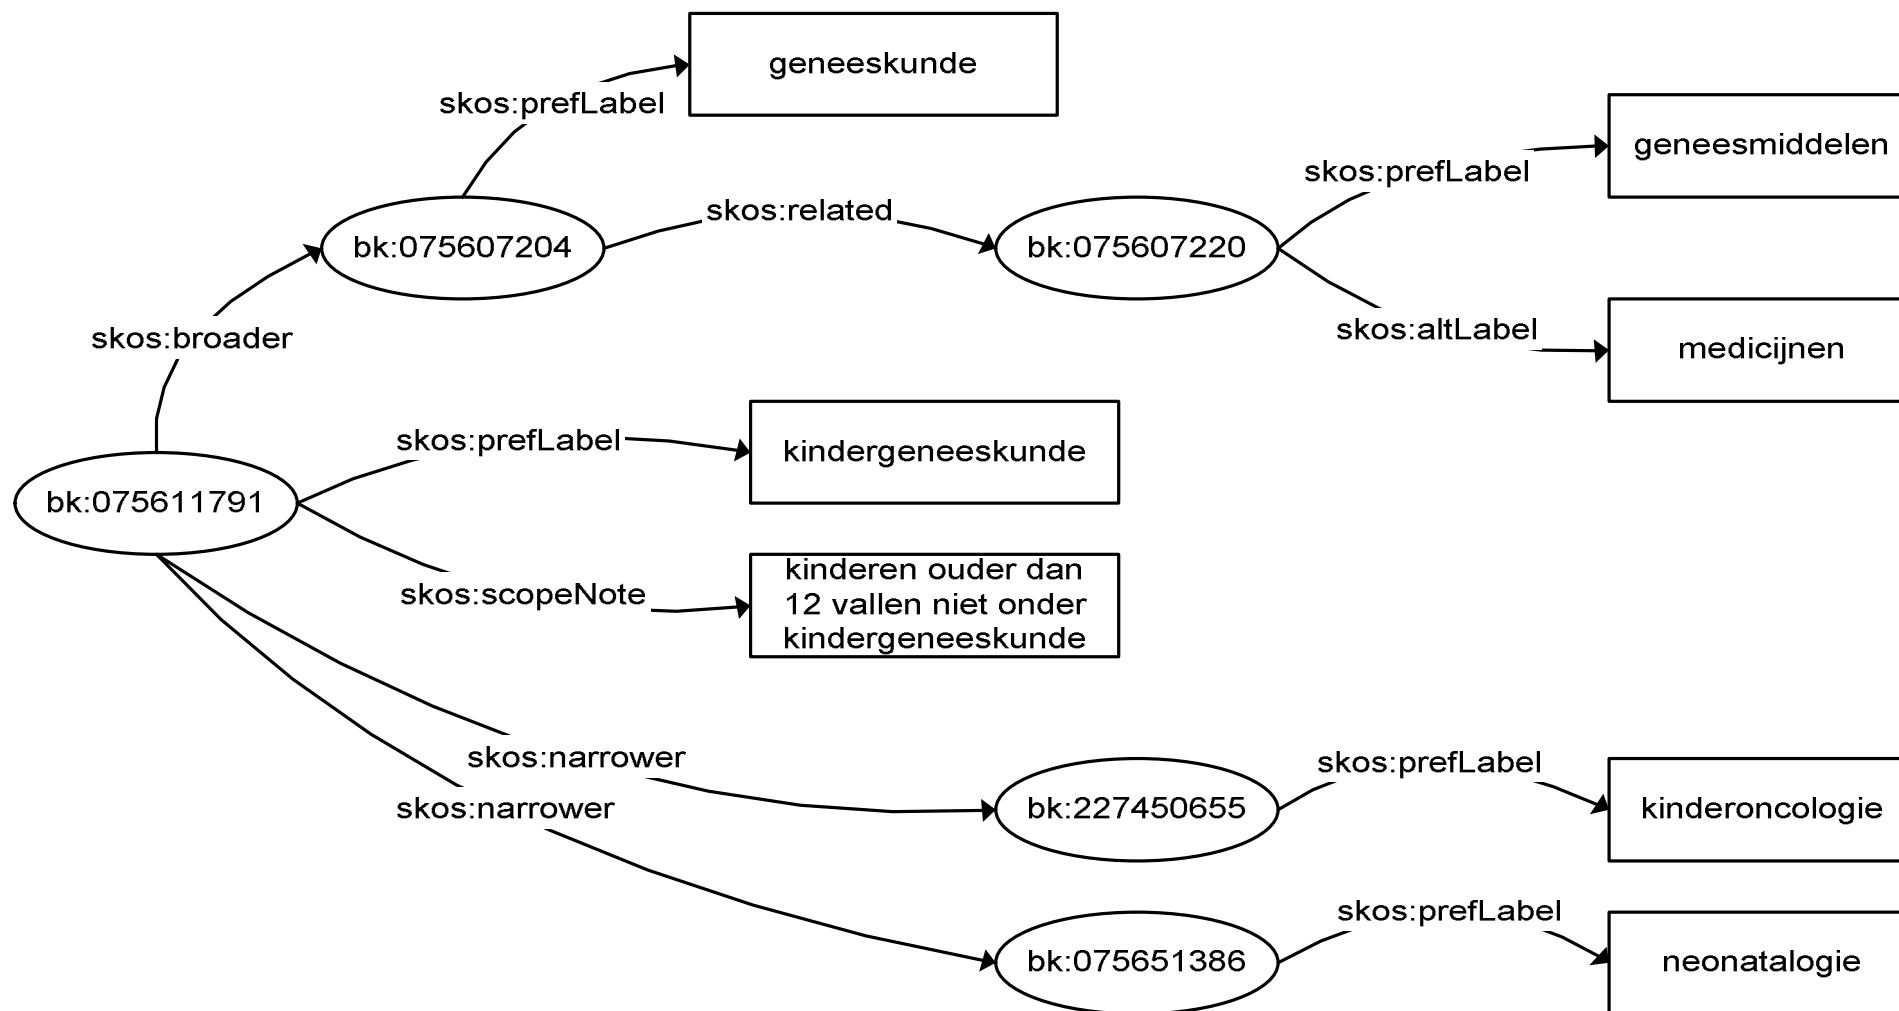 geneeskunde
skos:prefLabel
geneesmiddelen
skos:prefLabel
skos:related
bk:075607204
bk:075607220
skos:broader
skos:altLabel
medicijnen
skos:prefLabel
kindergeneeskunde
bk:075611791
kinderen ouder dan
12 vallen niet onder
kindergeneeskunde
skos:scopeNote
skos:narrower
skos:prefLabel
skos:narrower
bk:227450655
kinderoncologie
skos:prefLabel
bk:075651386
neonatalogie